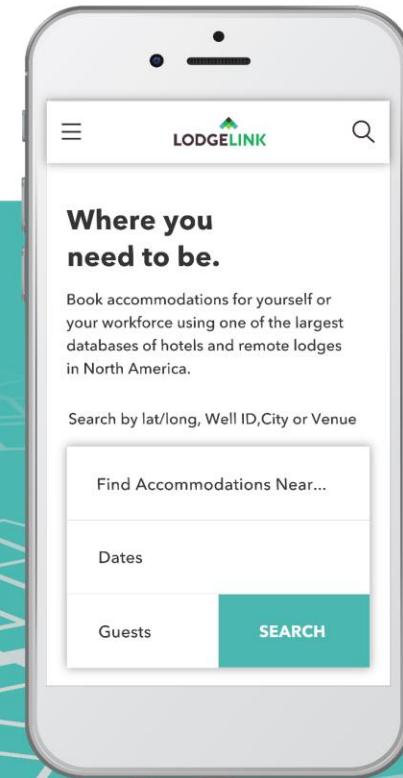 LODGELINK
Where you
need to be.
Book accommodations for yourself or
your workforce using one of the largest
databases of hotels and remote lodges
in North America.
Search by lat/long, Well ID,City or Venue
Find Accommodations Near...
Dates
Guests
SEARCH